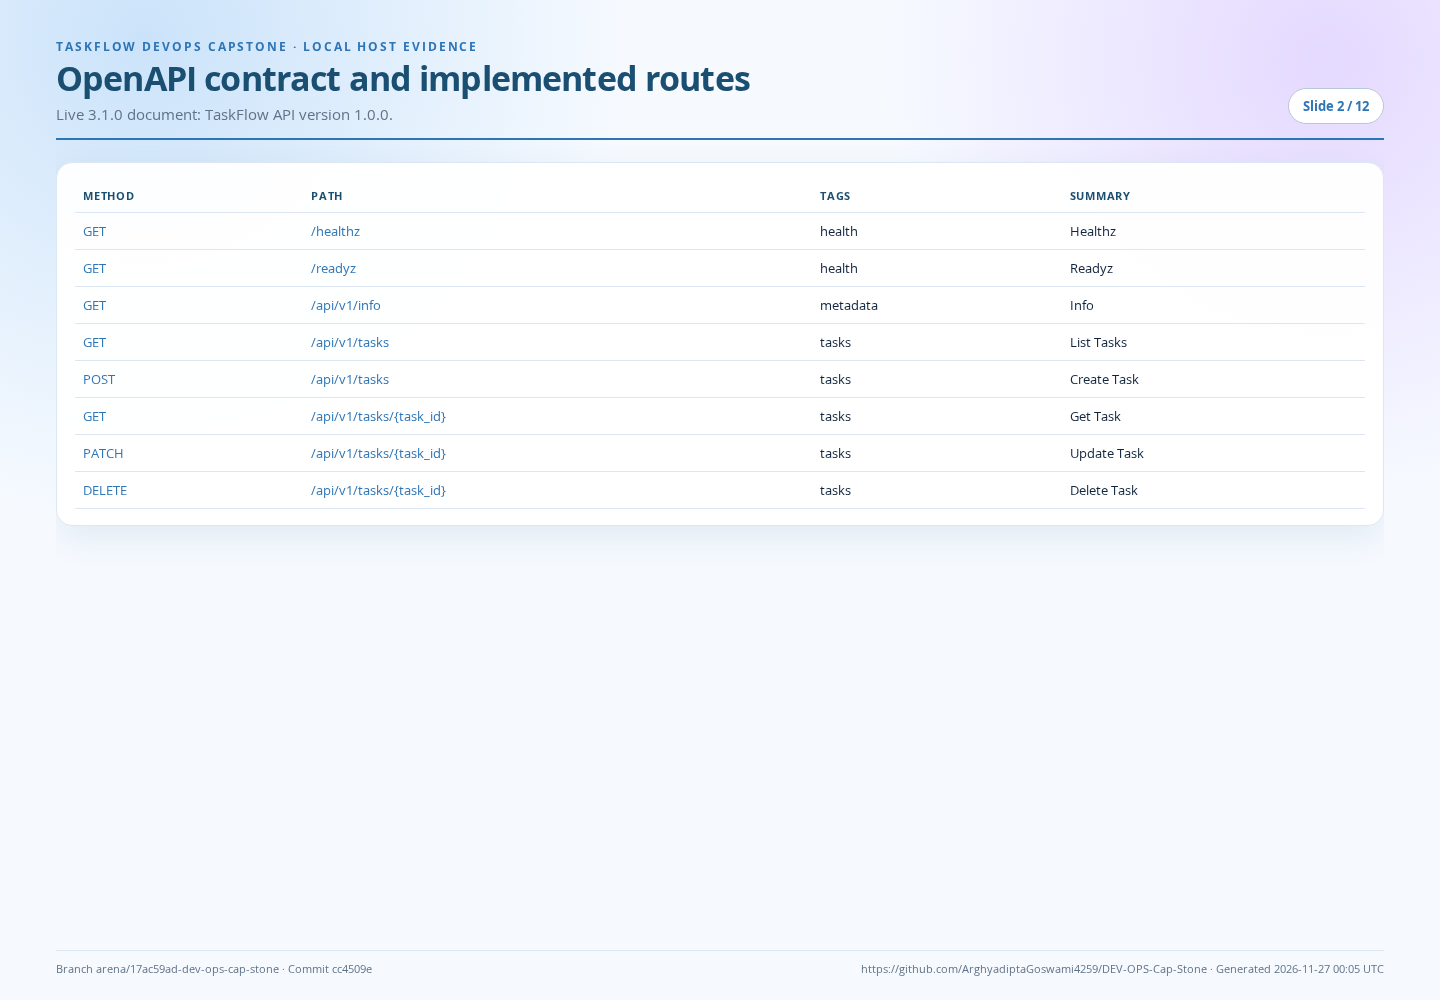 TASKFLOW DEVOPS CAPSTONE · LOCAL HOST EVIDENCE
OpenAPI contract and implemented routes
Live 3.1.0 document: TaskFlow API version 1.0.0.
Slide 2 / 12
METHOD PATH TAGS SUMMARY
GET /healthz health Healthz
GET /readyz health Readyz
GET /api/v1/info metadata Info
GET /api/v1/tasks tasks List Tasks
POST /api/v1/tasks tasks Create Task
GET /api/v1/tasks/{task_id} tasks Get Task
PATCH /api/v1/tasks/{task_id} tasks Update Task
DELETE /api/v1/tasks/{task_id} tasks Delete Task
Branch arena/17ac59ad-dev-ops-cap-stone · Commit cc4509e
https://github.com/ArghyadiptaGoswami4259/DEV-OPS-Cap-Stone · Generated 2026-11-27 00:05 UTC